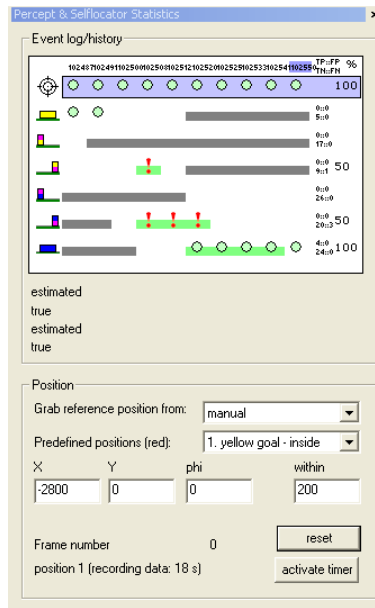 Percept & Selflocator Statistics
Event log/history
TP::FP %
TN::FN
100
0::0
5::0
0::0
17::0
0::0 50
9::1
0::0
26::0
0::0 50
20::3
4::0 100
24::0
estimated
true
estimated
true
Position
Grab reference position from: manual
Predefined positions (red): 1. yellow goal - inside
X Y phi within
-2800 0 0 200
Frame number 0 reset
position 1 (recording data: 18 s) activate timer